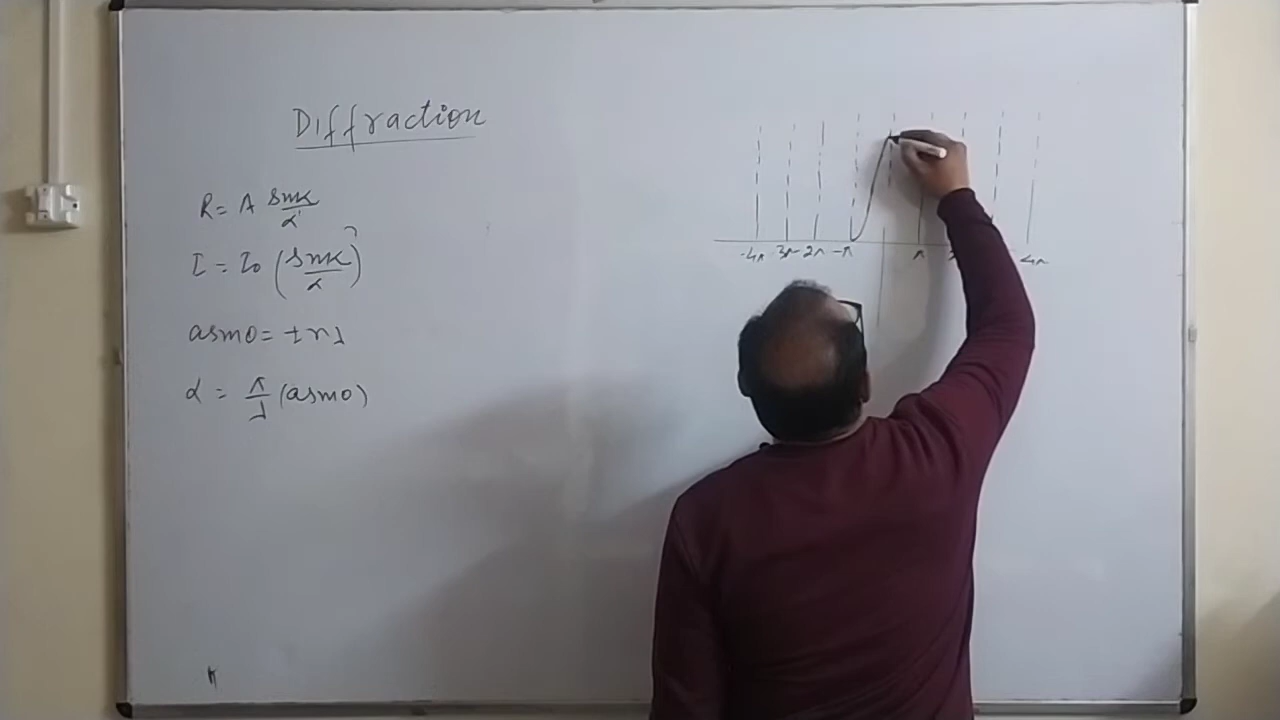 Diffraction
R = A sinα/α
I = I₀ (sinα/α)²
a sinθ = ± nλ
α = π/λ (a sinθ)
-4π -3π -2π -π π 4π